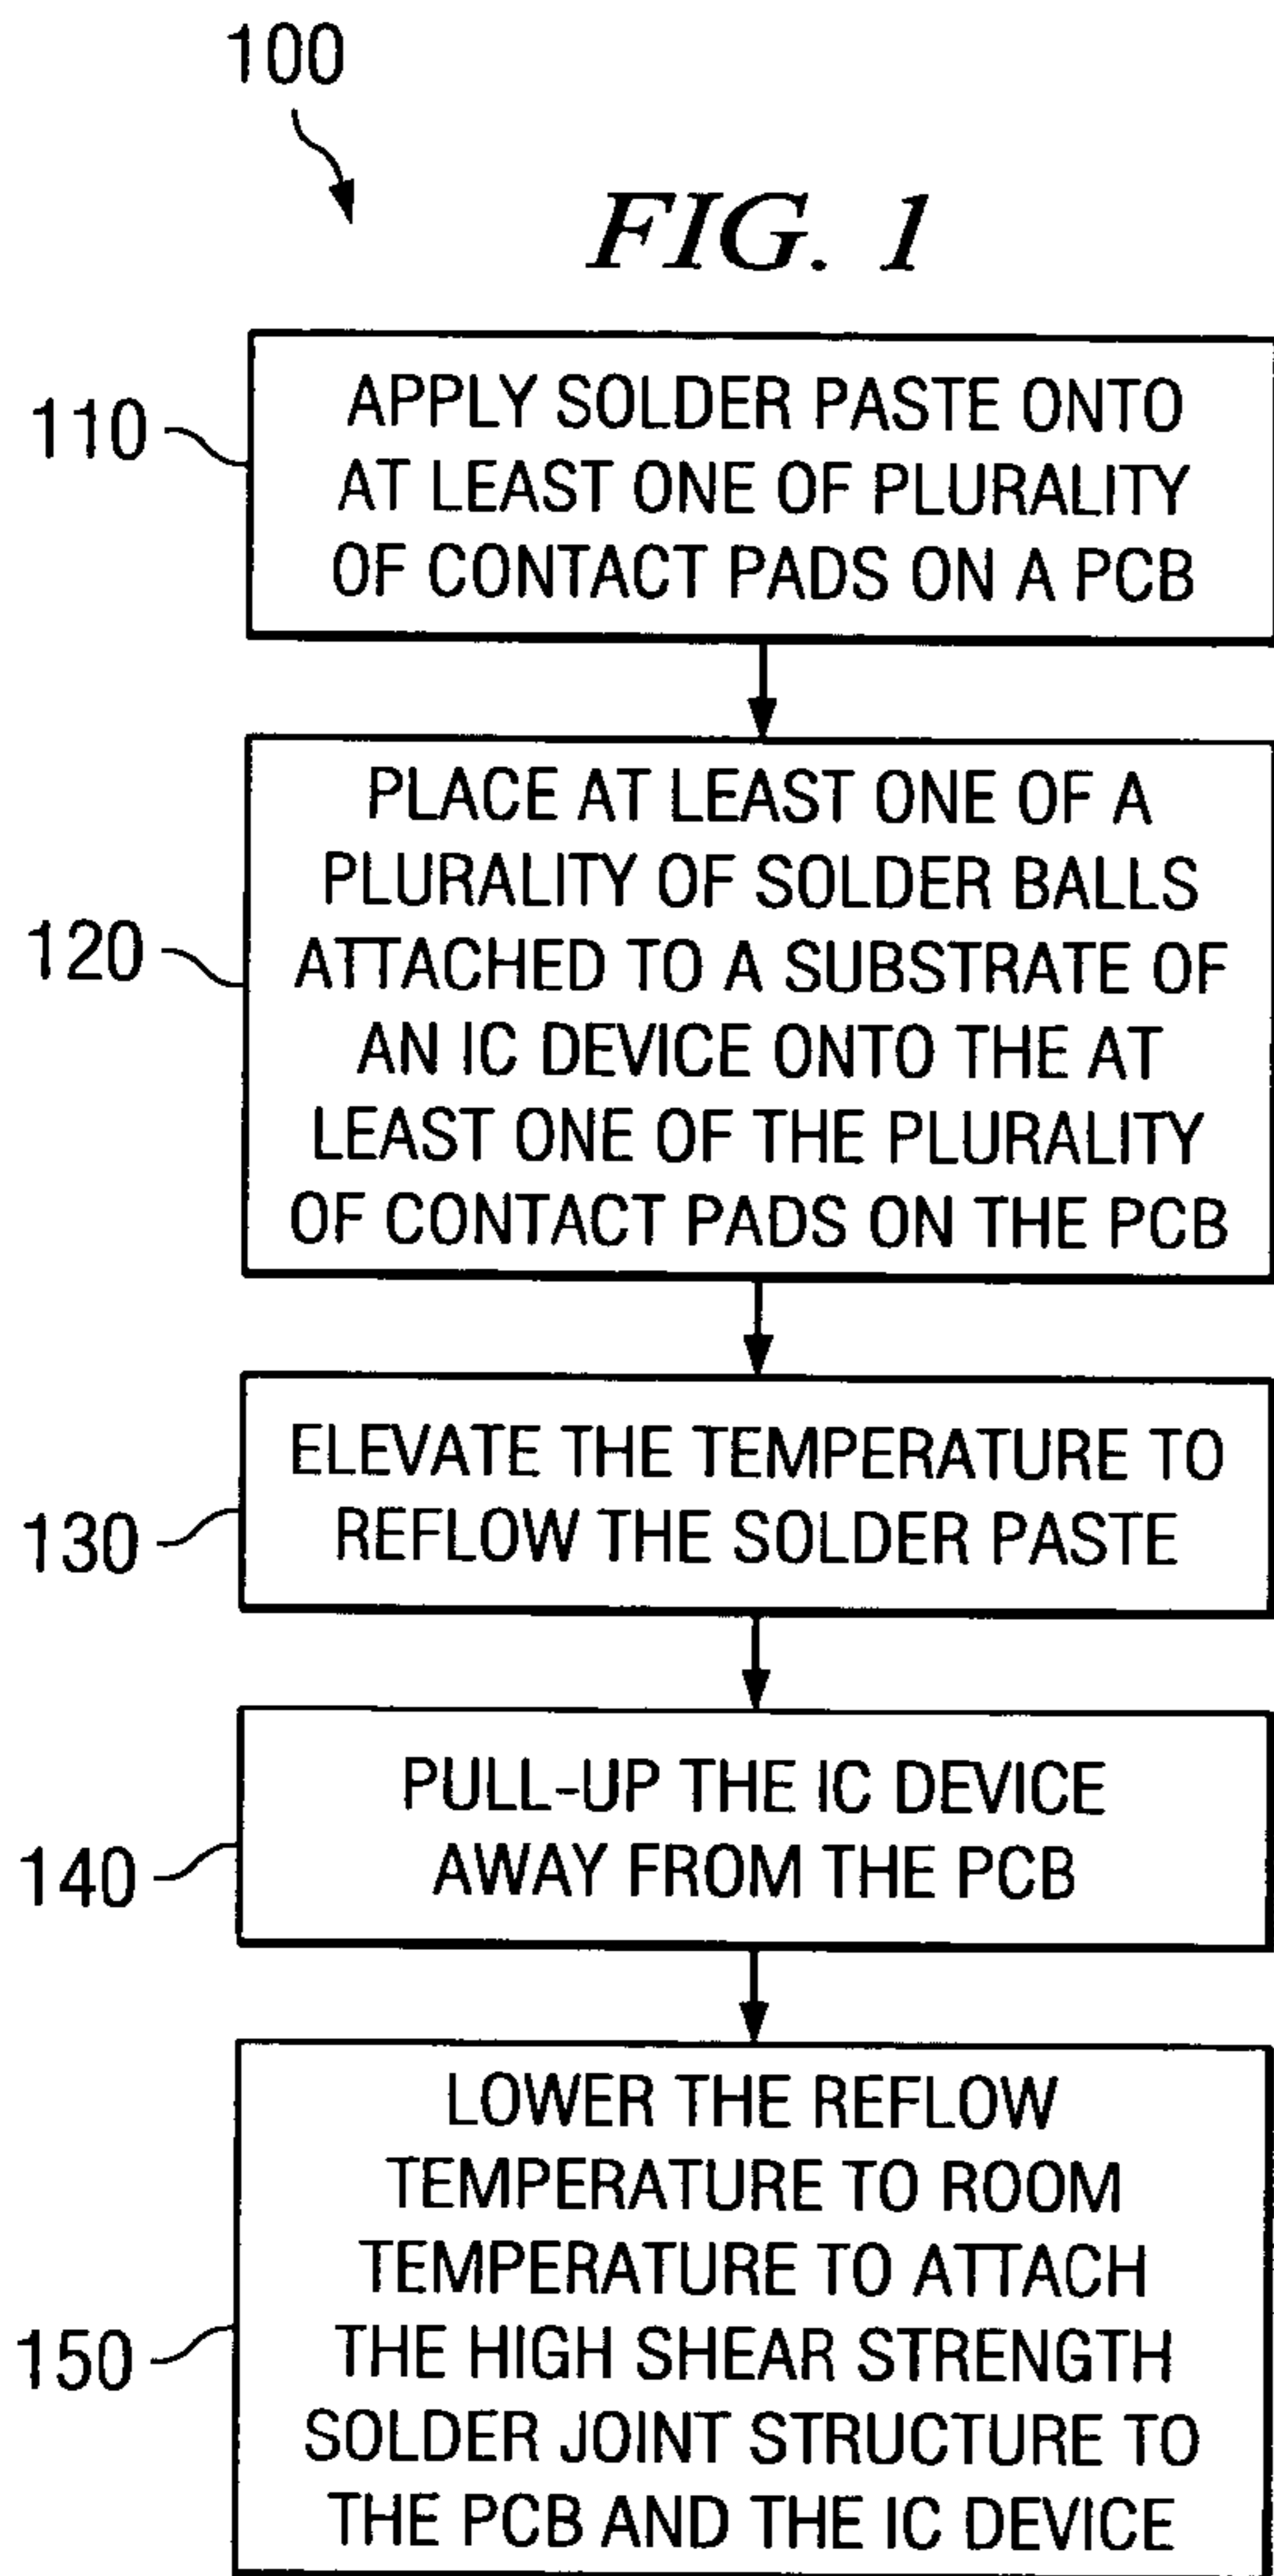 100
FIG. 1
110
APPLY SOLDER PASTE ONTO
AT LEAST ONE OF PLURALITY
OF CONTACT PADS ON A PCB
120
PLACE AT LEAST ONE OF A
PLURALITY OF SOLDER BALLS
ATTACHED TO A SUBSTRATE OF
AN IC DEVICE ONTO THE AT
LEAST ONE OF THE PLURALITY
OF CONTACT PADS ON THE PCB
130
ELEVATE THE TEMPERATURE TO
REFLOW THE SOLDER PASTE
140
PULL-UP THE IC DEVICE
AWAY FROM THE PCB
150
LOWER THE REFLOW
TEMPERATURE TO ROOM
TEMPERATURE TO ATTACH
THE HIGH SHEAR STRENGTH
SOLDER JOINT STRUCTURE TO
THE PCB AND THE IC DEVICE